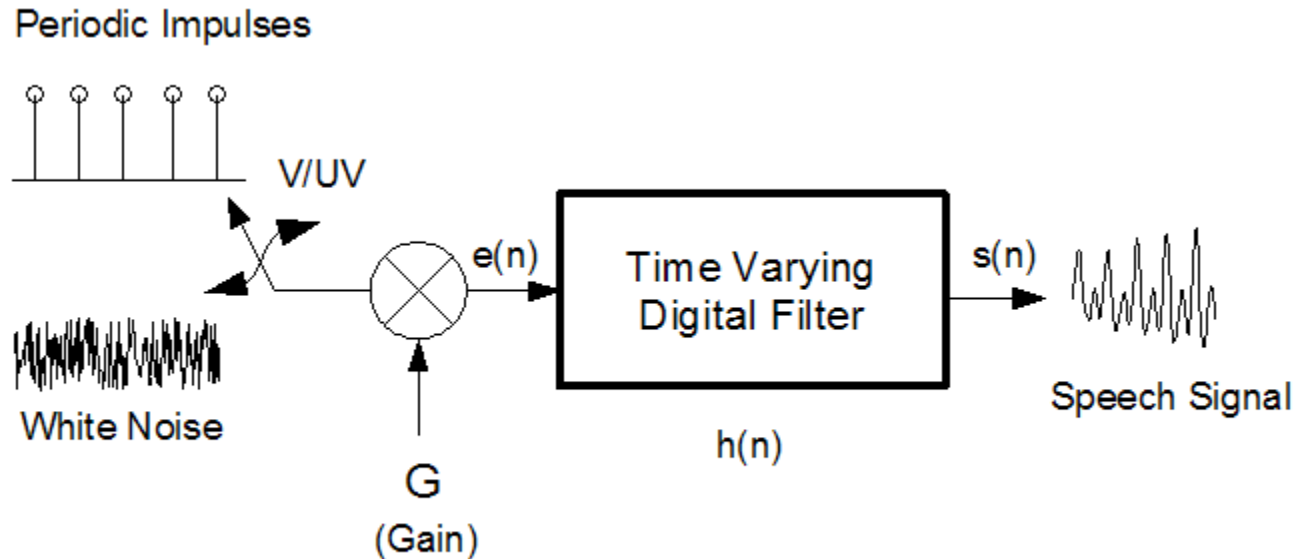 Periodic Impulses
V/UV
e(n)
Time Varying
Digital Filter
s(n)
White Noise
Speech Signal
h(n)
G
(Gain)